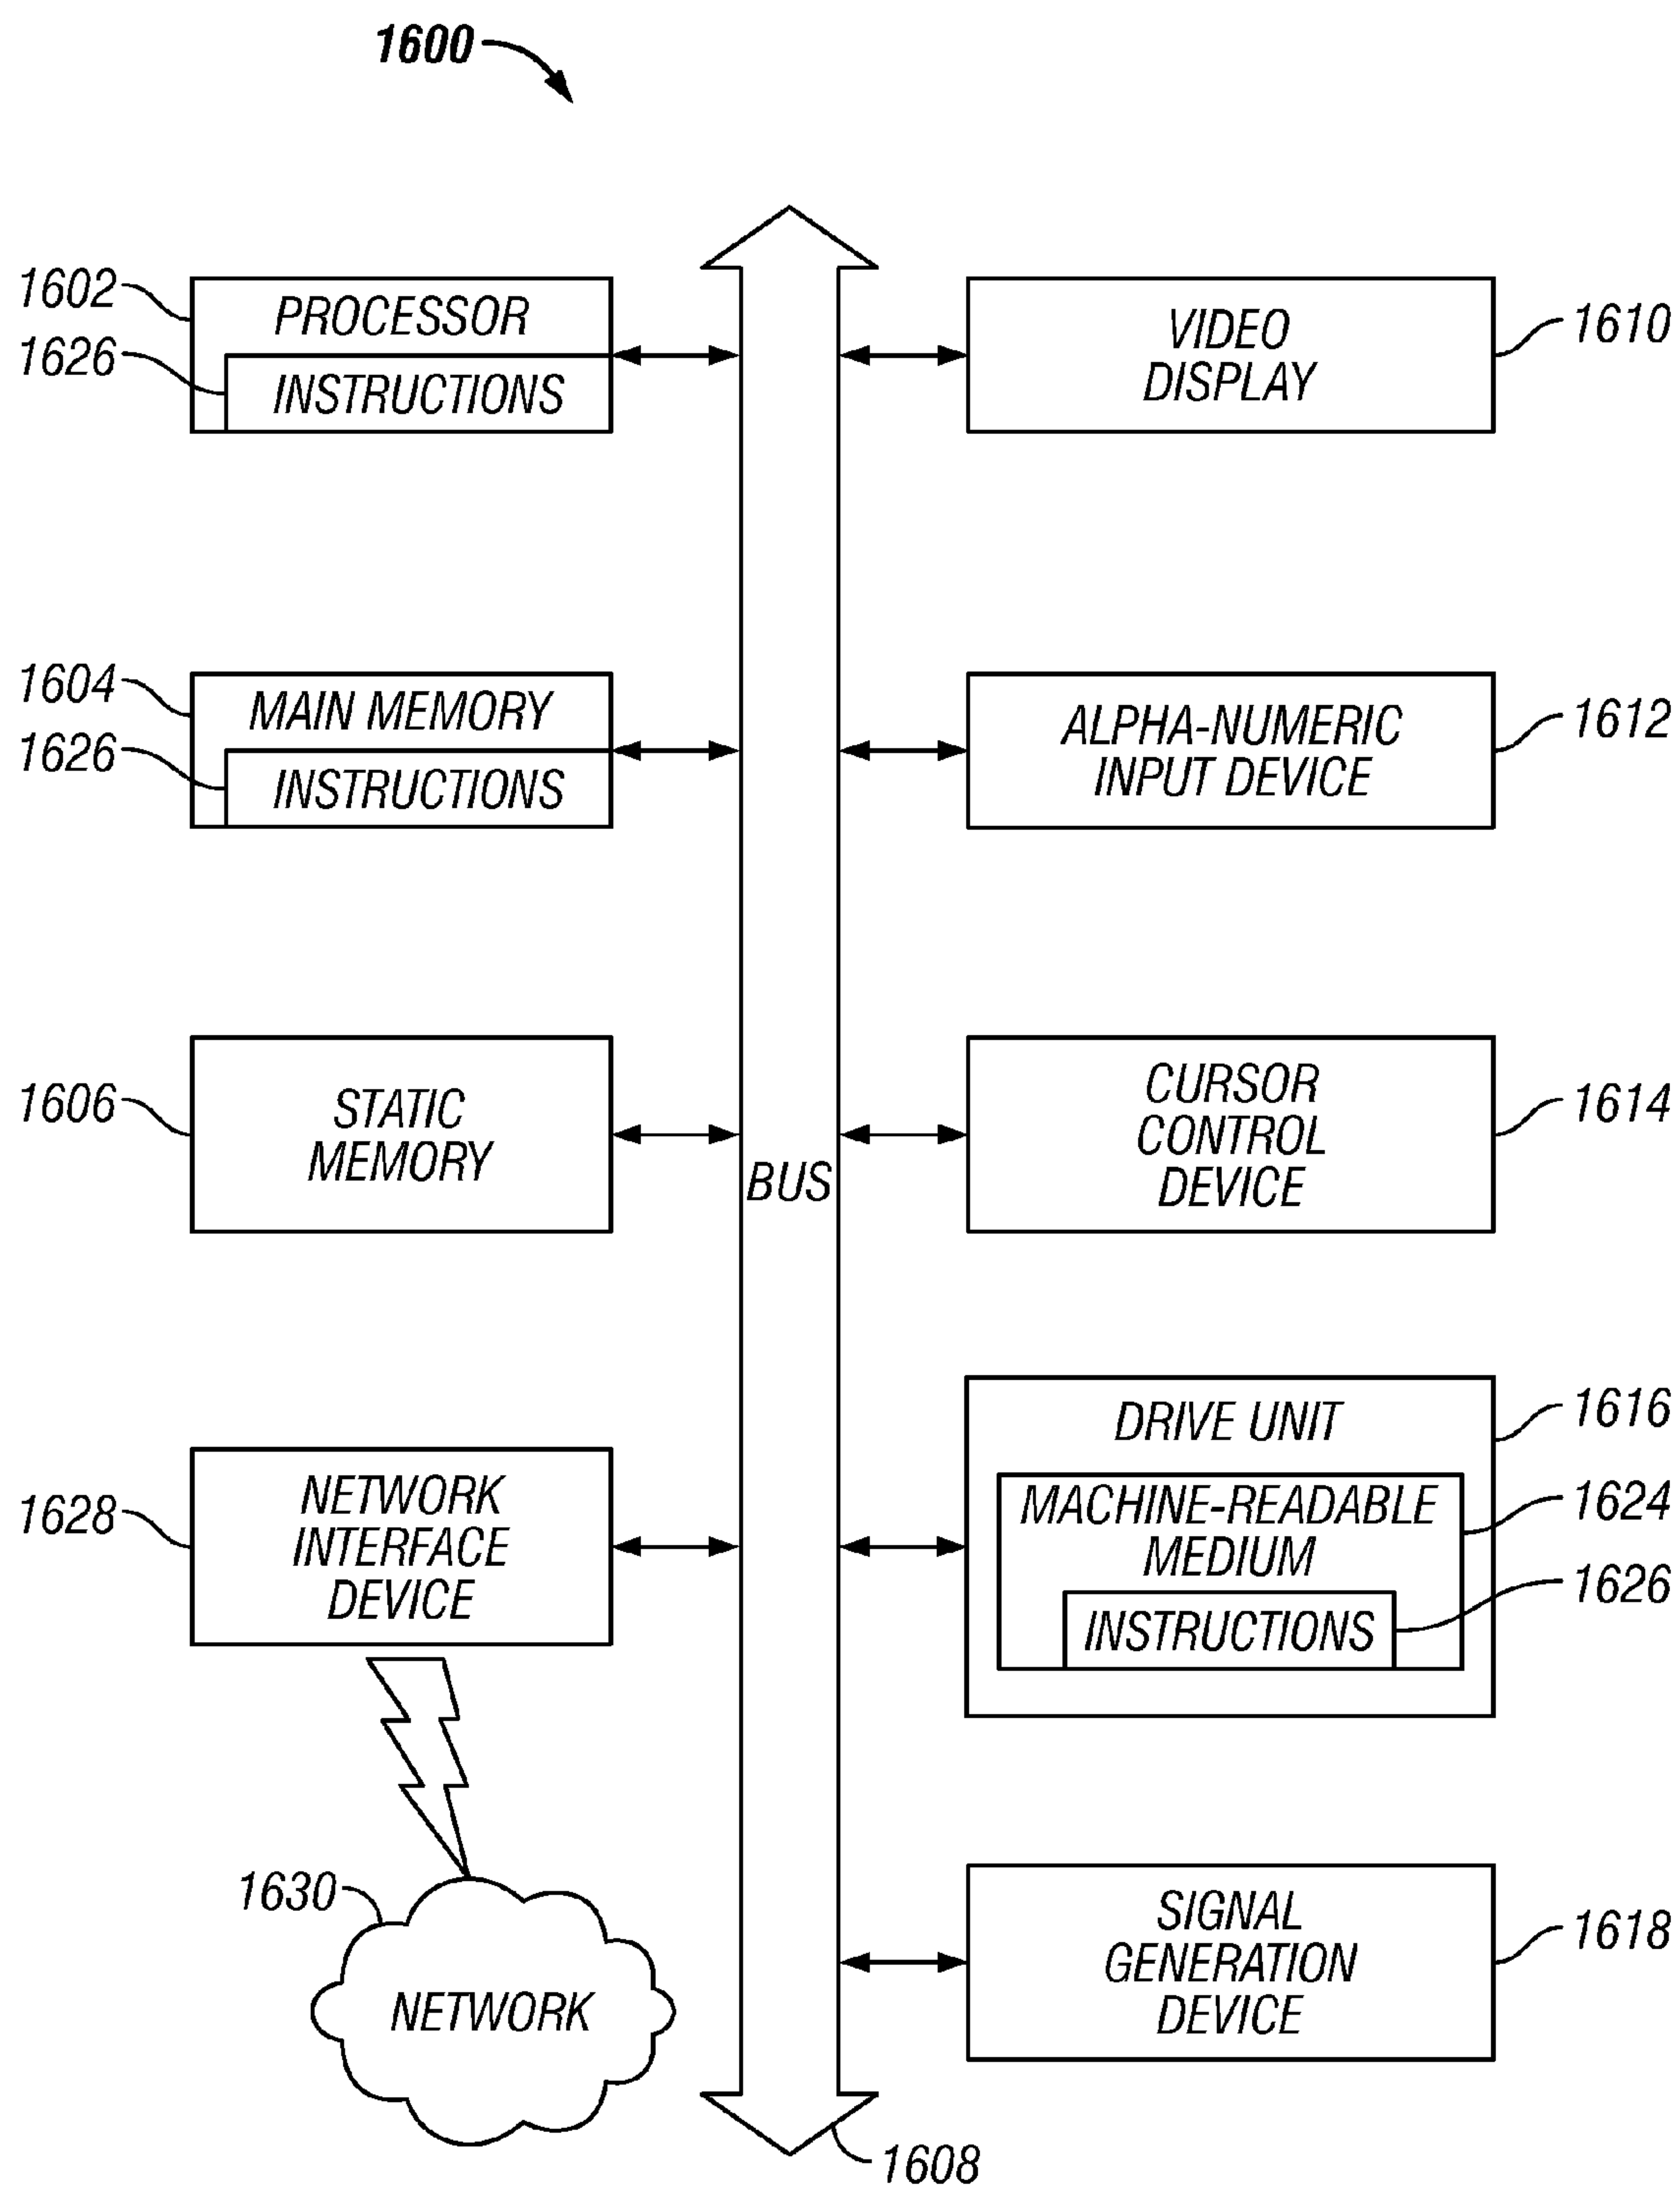 1600
1602
PROCESSOR
1626
INSTRUCTIONS
1604
MAIN MEMORY
1626
INSTRUCTIONS
1606
STATIC
MEMORY
1628
NETWORK
INTERFACE
DEVICE
1630
NETWORK
BUS
1608
VIDEO
DISPLAY
1610
ALPHA-NUMERIC
INPUT DEVICE
1612
CURSOR
CONTROL
DEVICE
1614
DRIVE UNIT
1616
MACHINE-READABLE
MEDIUM
1624
INSTRUCTIONS
1626
SIGNAL
GENERATION
DEVICE
1618